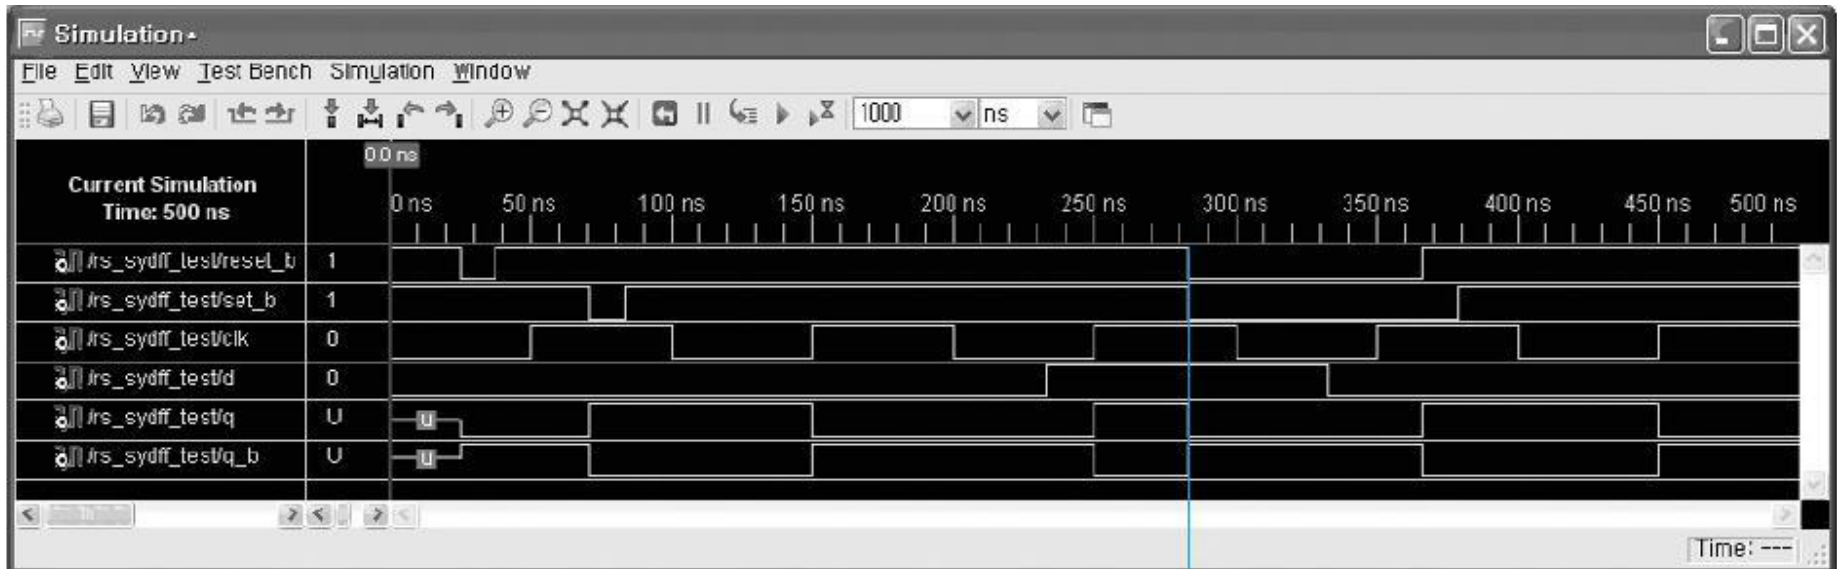 Simulation
File Edit View Test Bench Simulation Window
1000 ns
0.0 ns
Current Simulation
Time: 500 ns
0 ns 50 ns 100 ns 150 ns 200 ns 250 ns 300 ns 350 ns 400 ns 450 ns 500 ns
/rs_sydff_test/reset_b 1
/rs_sydff_test/set_b 1
/rs_sydff_test/clk 0
/rs_sydff_test/d 0
/rs_sydff_test/q U U
/rs_sydff_test/q_b U U
Time: ---